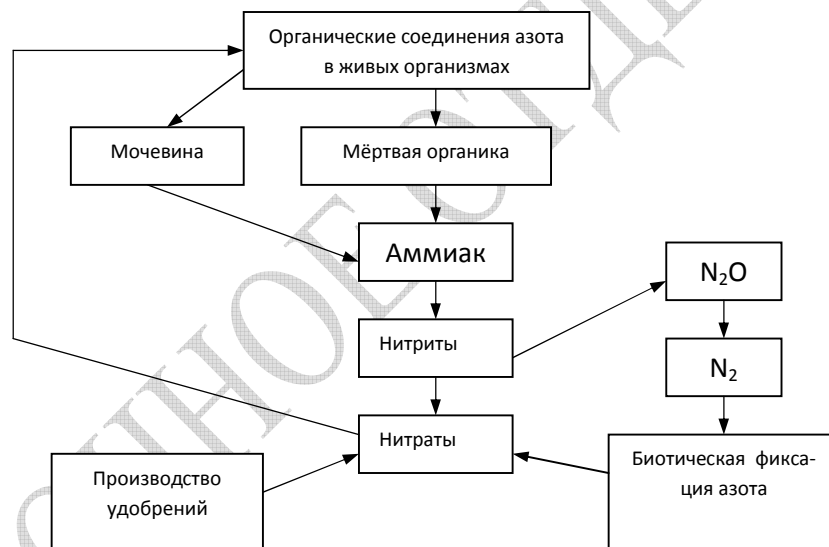 Органические соединения азота
в живых организмах
Мочевина
Мёртвая органика
Аммиак
N₂O
Нитриты
N₂
Нитраты
Производство
удобрений
Биотическая фикса-
ция азота